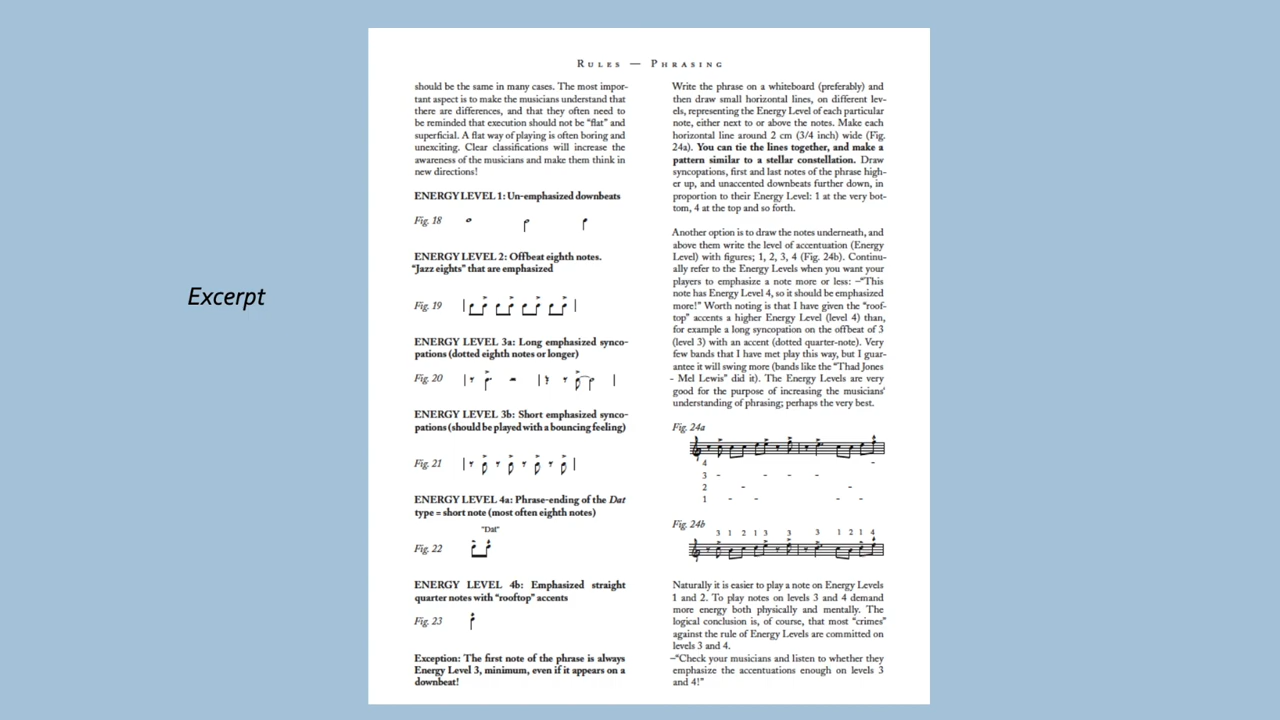 Rules — Phrasing
Excerpt
should be the same in many cases. The most impor-
tant aspect is to make the musicians understand that
there are differences, and that they often need to
be reminded that execution should not be “flat” and
superficial. A flat way of playing is often boring and
unexciting. Clear classifications will increase the
awareness of the musicians and make them think in
new directions!
ENERGY LEVEL 1: Un-emphasized downbeats
Fig. 18
ENERGY LEVEL 2: Offbeat eighth notes.
“Jazz eights” that are emphasized
Fig. 19
ENERGY LEVEL 3a: Long emphasized synco-
pations (dotted eighth notes or longer)
Fig. 20
ENERGY LEVEL 3b: Short emphasized synco-
pations (should be played with a bouncing feeling)
Fig. 21
ENERGY LEVEL 4a: Phrase-ending of the Dat
type = short note (most often eighth notes)
"Dat"
Fig. 22
ENERGY LEVEL 4b: Emphasized straight
quarter notes with “rooftop” accents
Fig. 23
Exception: The first note of the phrase is always
Energy Level 3, minimum, even if it appears on a
downbeat!
Write the phrase on a whiteboard (preferably) and
then draw small horizontal lines, on different lev-
els, representing the Energy Level of each particular
note, either next to or above the notes. Make each
horizontal line around 2 cm (3/4 inch) wide (Fig.
24a). You can tie the lines together, and make a
pattern similar to a stellar constellation. Draw
syncopations, first and last notes of the phrase high-
er up, and unaccented downbeats further down, in
proportion to their Energy Level: 1 at the very bot-
tom, 4 at the top and so forth.
Another option is to draw the notes underneath, and
above them write the level of accentuation (Energy
Level) with figures; 1, 2, 3, 4 (Fig. 24b). Continu-
ally refer to the Energy Levels when you want your
players to emphasize a note more or less: –“This
note has Energy Level 4, so it should be emphasized
more!” Worth noting is that I have given the “roof-
top” accents a higher Energy Level (level 4) than,
for example a long syncopation on the offbeat of 3
(level 3) with an accent (dotted quarter-note). Very
few bands that I have met play this way, but I guar-
antee it will swing more (bands like the “Thad Jones
- Mel Lewis” did it). The Energy Levels are very
good for the purpose of increasing the musicians'
understanding of phrasing; perhaps the very best.
Fig. 24a
4 -
3 - - - -
2 - -
1 - - - -
Fig. 24b
3 1 2 1 3 3 3 1 2 1 4
Naturally it is easier to play a note on Energy Levels
1 and 2. To play notes on levels 3 and 4 demand
more energy both physically and mentally. The
logical conclusion is, of course, that most “crimes”
against the rule of Energy Levels are committed on
levels 3 and 4.
–“Check your musicians and listen to whether they
emphasize the accentuations enough on levels 3
and 4!”